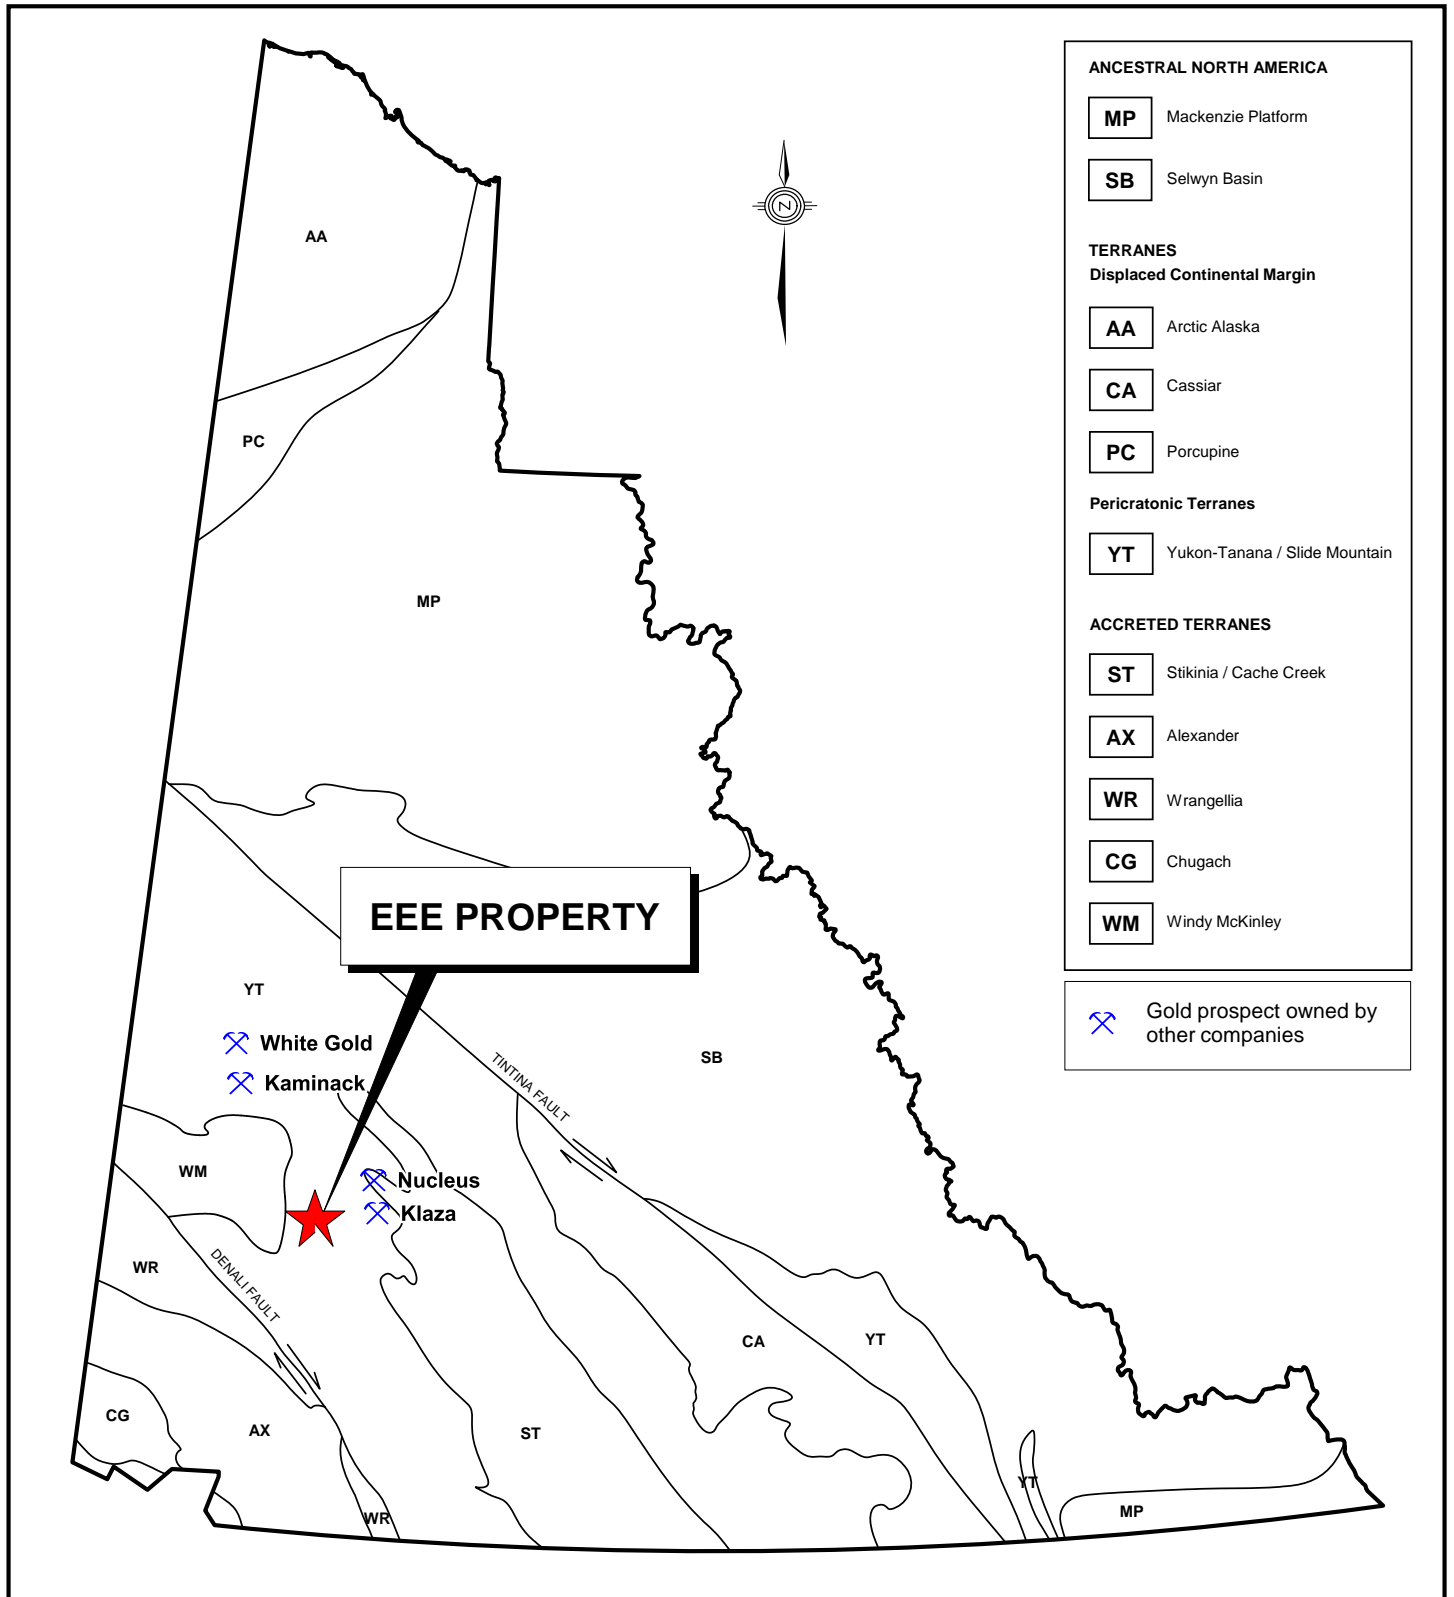 AA
PC
MP
EEE PROPERTY
YT
White Gold
Kaminack
SB
TINTINA FAULT
WM
Nucleus
Klaza
WR
DENALI FAULT
CA
YT
CG
AX
ST
YT
WR
MP
N
ANCESTRAL NORTH AMERICA
MP Mackenzie Platform
SB Selwyn Basin
TERRANES
Displaced Continental Margin
AA Arctic Alaska
CA Cassiar
PC Porcupine
Pericratonic Terranes
YT Yukon-Tanana / Slide Mountain
ACCRETED TERRANES
ST Stikinia / Cache Creek
AX Alexander
WR Wrangellia
CG Chugach
WM Windy McKinley
Gold prospect owned by
other companies